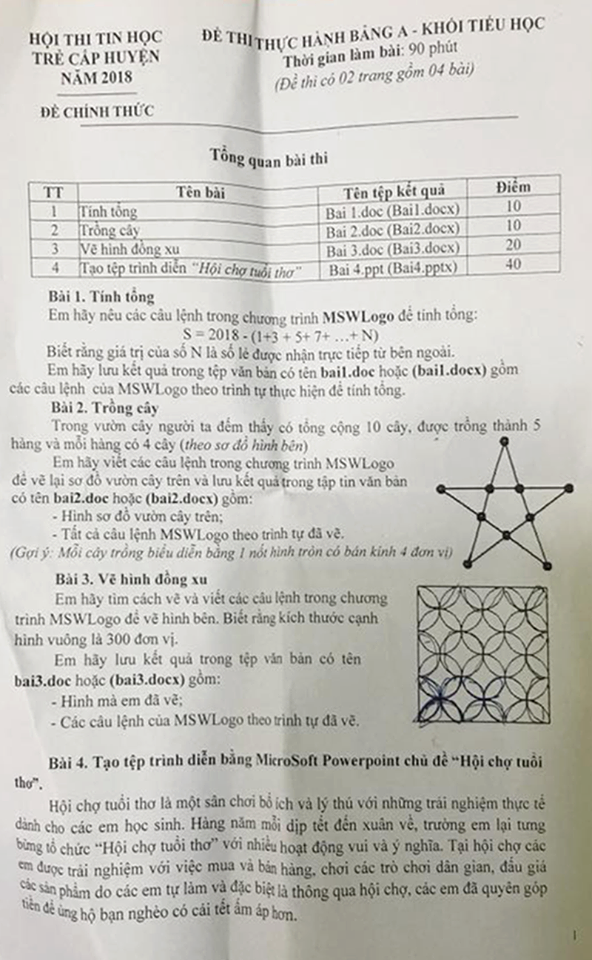 HỘI THI TIN HỌC
TRẺ CẤP HUYỆN
NĂM 2018
ĐỀ CHÍNH THỨC
ĐỀ THI THỰC HÀNH BẢNG A - KHỐI TIỂU HỌC
Thời gian làm bài: 90 phút
(Đề thi có 02 trang gồm 04 bài)
Tổng quan bài thi
TT Tên bài Tên tệp kết quả Điểm
1 Tính tổng Bai 1.doc (Bai1.docx) 10
2 Trồng cây Bai 2.doc (Bai2.docx) 10
3 Vẽ hình đồng xu Bai 3.doc (Bai3.docx) 20
4 Tạo tệp trình diễn "Hội chợ tuổi thơ" Bai 4.ppt (Bai4.pptx) 40
Bài 1. Tính tổng
Em hãy nêu các câu lệnh trong chương trình MSWLogo để tính tổng:
S = 2018 - (1+3 + 5+ 7+ …+ N)
Biết rằng giá trị của số N là số lẻ được nhận trực tiếp từ bên ngoài.
Em hãy lưu kết quả trong tệp văn bản có tên bai1.doc hoặc (bai1.docx) gồm
các câu lệnh của MSWLogo theo trình tự thực hiện để tính tổng.
Bài 2. Trồng cây
Trong vườn cây người ta đếm thấy có tổng cộng 10 cây, được trồng thành 5
hàng và mỗi hàng có 4 cây (theo sơ đồ hình bên)
Em hãy viết các câu lệnh trong chương trình MSWLogo
để vẽ lại sơ đồ vườn cây trên và lưu kết quả trong tập tin văn bản
có tên bai2.doc hoặc (bai2.docx) gồm:
- Hình sơ đồ vườn cây trên;
- Tất cả câu lệnh MSWLogo theo trình tự đã vẽ.
(Gợi ý: Mỗi cây trồng biểu diễn bằng 1 nốt hình tròn có bán kính 4 đơn vị)
Bài 3. Vẽ hình đồng xu
Em hãy tìm cách vẽ và viết các câu lệnh trong chương
trình MSWLogo để vẽ hình bên. Biết rằng kích thước cạnh
hình vuông là 300 đơn vị.
Em hãy lưu kết quả trong tệp văn bản có tên
bai3.doc hoặc (bai3.docx) gồm:
- Hình mà em đã vẽ;
- Các câu lệnh của MSWLogo theo trình tự đã vẽ.
Bài 4. Tạo tệp trình diễn bằng MicroSoft Powerpoint chủ đề "Hội chợ tuổi
thơ".
Hội chợ tuổi thơ là một sân chơi bổ ích và lý thú với những trải nghiệm thực tế
dành cho các em học sinh. Hàng năm mỗi dịp tết đến xuân về, trường em lại tưng
bừng tổ chức "Hội chợ tuổi thơ" với nhiều hoạt động vui và ý nghĩa. Tại hội chợ các
em được trải nghiệm với việc mua và bán hàng, chơi các trò chơi dân gian, đấu giá
các sản phẩm do các em tự làm và đặc biệt là thông qua hội chợ, các em đã quyên góp
tiền để ủng hộ bạn nghèo có cái tết ấm áp hơn.
1